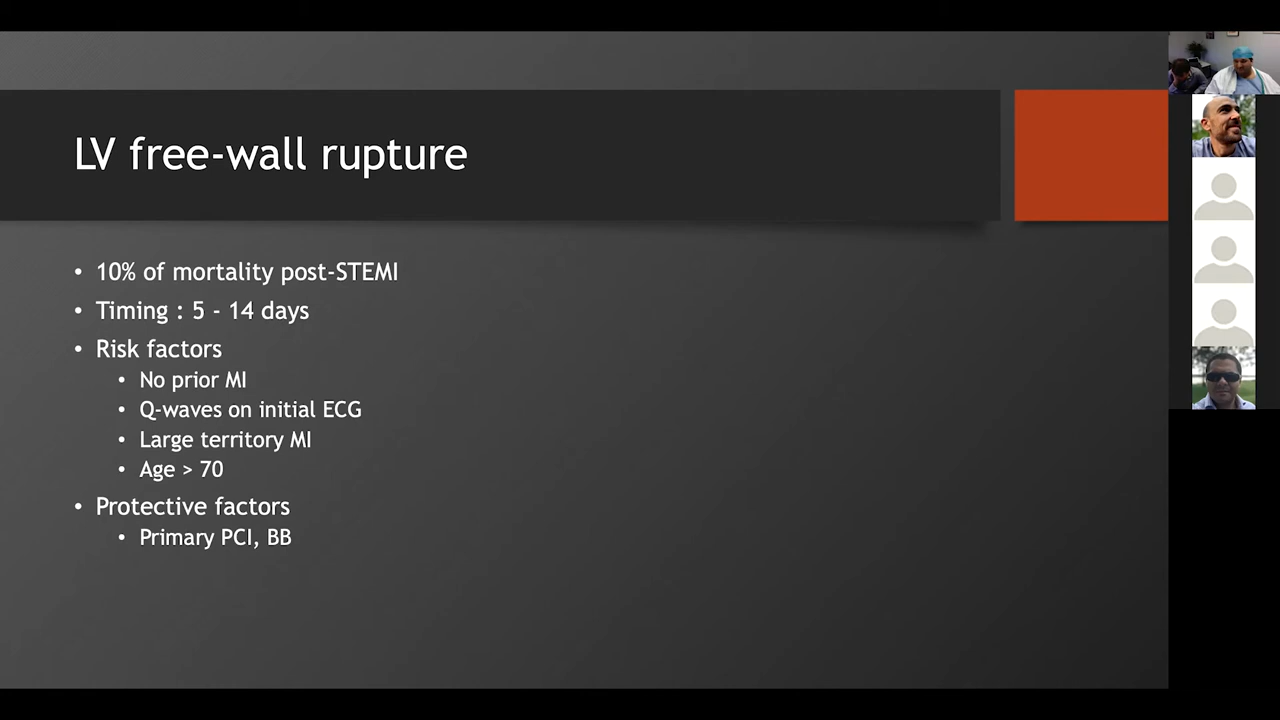 LV free-wall rupture
• 10% of mortality post-STEMI
• Timing : 5 - 14 days
• Risk factors
• No prior MI
• Q-waves on initial ECG
• Large territory MI
• Age > 70
• Protective factors
• Primary PCI, BB